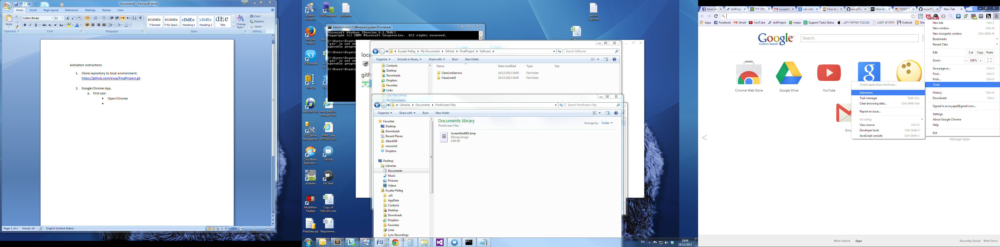 Document2 - Microsoft Word
Home Insert Page Layout References Mailings Review View
Paste
Calibri (Body) 11
AaBbCcDdEe
¶ Normal ¶ No Spaci... Heading 1 Heading 2 Title
Change Styles
Find
Replace
Select
Clipboard Font Paragraph Styles Editing
Activation instructions
1. Clone repository to local environment.
https://github.com/evya/FinalProject.git
2. Google Chrome App.
a. First use:
• Open Chrome
•
Page: 1 of 1 Words: 19 English (United States) 103%
Atlantis Schem...
DBComparer
.gitignore
ektron login.txt
Mozilla Firefox
S3 Browser
WinZip
Babylon-En...
mso-paddi... changed to...
SQL Server Manageme...
RMA Case 577704. Ow...
CloudBerry Explorer f...
GitHub
aiStarter
Git Shell
MultiMon Taskbar
Copy of Old-Url's.xlsx
FilesData.sql
Requireme...
Administrator: C:\Windows\system32\cmd.exe
Microsoft Windows [Version 6.1.7601]
Copyright (c) 2009 Microsoft Corporation. All rights reserved.
C:\Users\Evyata
'git' is not re
operable progra
C:\Users\Evyata
C:\Users\Evyata
'git' is not re
operable progra
C:\Users\Evyata
loca
gith
Evyatar Pelleg My Documents GitHub FinalProject Software
Search Software
Organize Include in library Share with Burn New folder
Contacts
Desktop
Downloads
Dropbox
Favorites
Links
Name Date modified Type Size
ClassLineService 24/12/2013 19:00 File folder
ClassLineUI 24/12/2013 19:00 File folder
Libraries Documents PrintScreen Files
Search PrintScreen Files
Organize Share with Burn New folder
Favorites
Desktop
Downloads
Recent Places
AttackDB
wwwroot
Dropbox
Desktop
Libraries
Documents
Music
Pictures
Videos
Evyatar Pelleg
.ssh
AppData
Contacts
Desktop
Downloads
Dropbox
Favorites
Links
Lync Recordings
Documents library
PrintScreen Files
Arrange by: Folder
ScreenShot001.bmp
Bitmap Image
4.06 KB
EN
19:04
24/12/2013
Jeron Jak
dotProje
סקי דיל
evyapel@
can vide
How to p
evya/Fin
How to:
ר לאתר
evya/Fin
New Tab
Apps Facebook Gmail YouTube dotProject mapa Support Tasks Status סביבת הפיתוח לאנ... חותרים למגע Outlook Sha
Google
Custom Search
Search...
Chrome Web Store
Google Drive
YouTube
Gma
Manage Apps
New tab Ctrl+T
New window Ctrl+N
New incognito window Ctrl+Shift+N
Bookmarks
Recent Tabs
Edit Cut Copy Paste
Zoom - 100% +
Save page as... Ctrl+S
Find... Ctrl+F
Print... Ctrl+P
Tools
History Ctrl+H
Downloads Ctrl+J
Signed in as evyapel@gmail.com...
Settings
About Google Chrome
Help
Exit
Create application shortcuts...
Extensions
Task manager Shift+Esc
Clear browsing data... Ctrl+Shift+Del
Report an issue...
Encoding
View source Ctrl+U
Developer tools Ctrl+Shift+I
JavaScript console Ctrl+Shift+J
Most visited Apps
Recently Closed Web Store